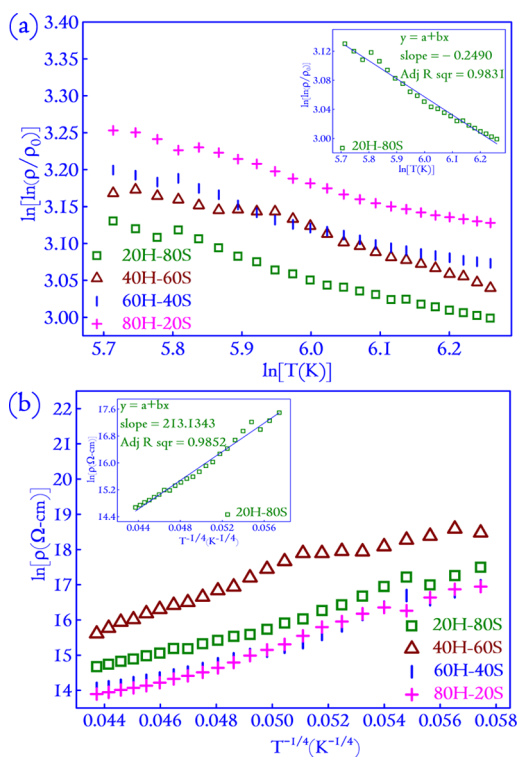 (a)
3.40
3.35
3.30
3.25
3.20
3.15
3.10
3.05
3.00
ln[ln(ρ/ρ₀)]
5.7 5.8 5.9 6.0 6.1 6.2
ln[T(K)]
20H-80S
40H-60S
60H-40S
80H-20S
y = a+bx
slope = − 0.2490
Adj R sqr = 0.9831
3.12
3.06
3.00
ln[lnρ/ρ₀)]
20H-80S
5.7 5.8 5.9 6.0 6.1 6.2
ln[T(K)]
(b)
22
21
20
19
18
17
16
15
14
ln[ρ(Ω-cm)]
0.044 0.046 0.048 0.050 0.052 0.054 0.056 0.058
T⁻¹/⁴(K⁻¹/⁴)
20H-80S
40H-60S
60H-40S
80H-20S
y = a+bx
slope = 213.1343
Adj R sqr = 0.9852
17.6
16.8
16.0
15.2
14.4
ln[ρ(Ω-cm)]
20H-80S
0.044 0.048 0.052 0.056
T⁻¹/⁴(K⁻¹/⁴)